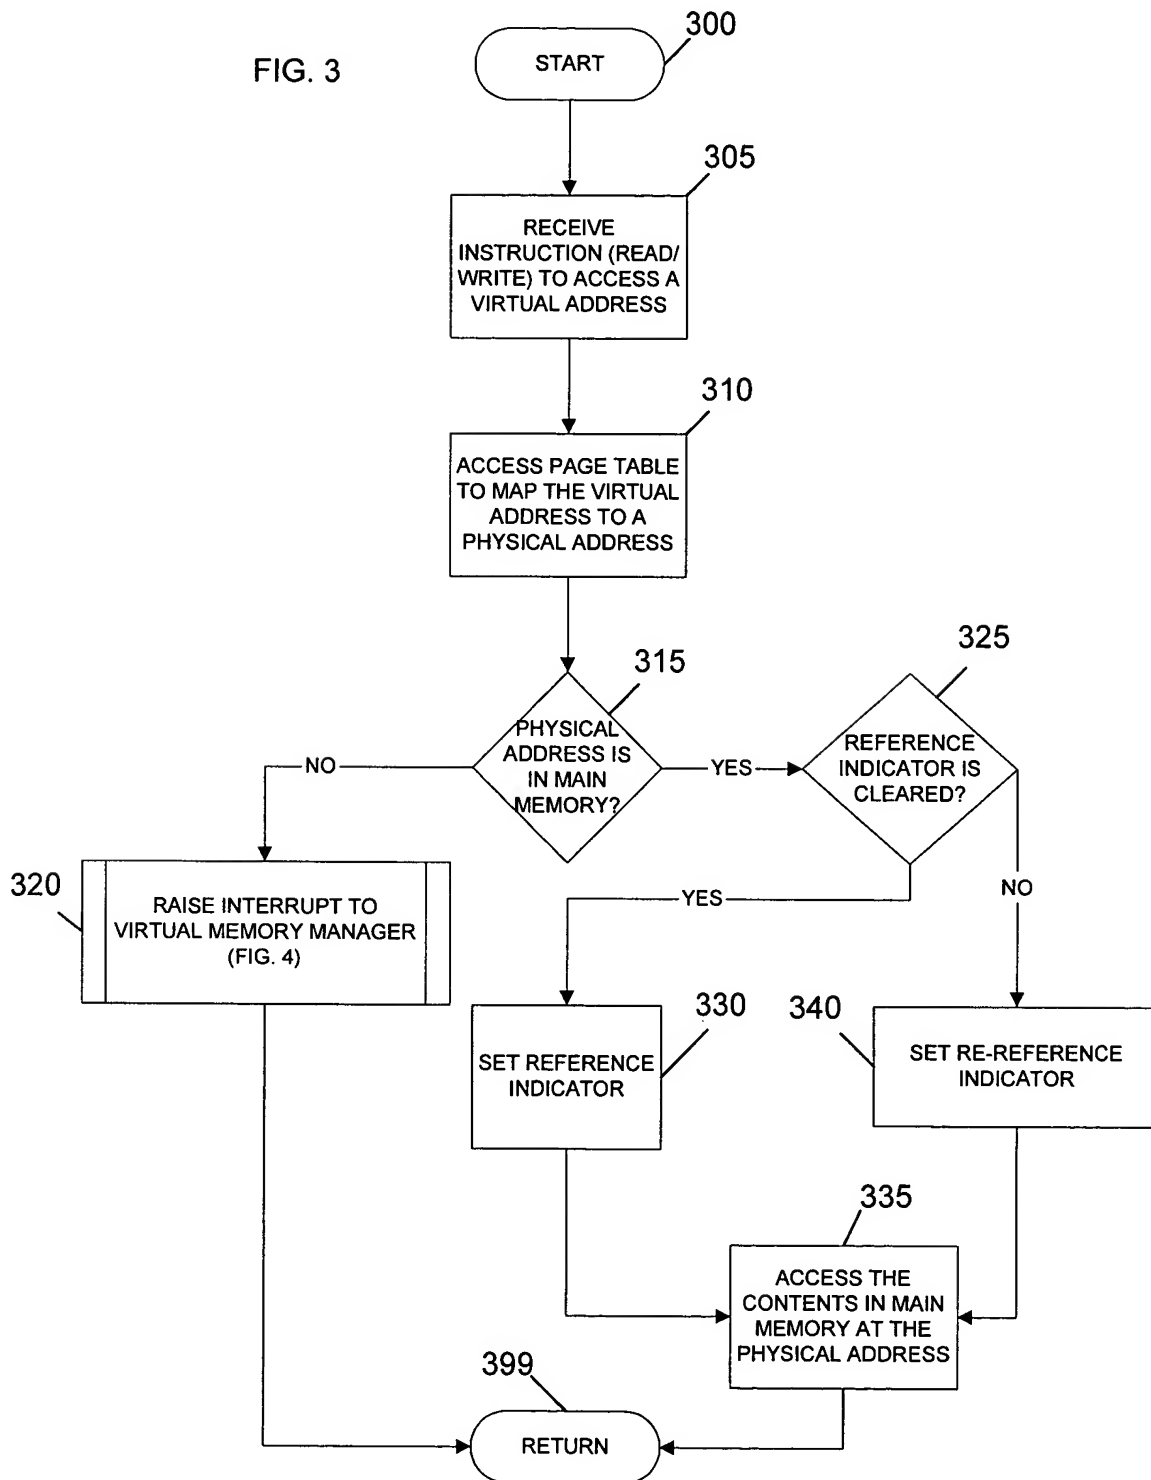 FIG. 3
300
START
305
RECEIVE
INSTRUCTION (READ/
WRITE) TO ACCESS A
VIRTUAL ADDRESS
310
ACCESS PAGE TABLE
TO MAP THE VIRTUAL
ADDRESS TO A
PHYSICAL ADDRESS
315
PHYSICAL
ADDRESS IS
IN MAIN
MEMORY?
325
REFERENCE
INDICATOR IS
CLEARED?
NO
YES
320
RAISE INTERRUPT TO
VIRTUAL MEMORY MANAGER
(FIG. 4)
YES
NO
330
SET REFERENCE
INDICATOR
340
SET RE-REFERENCE
INDICATOR
335
ACCESS THE
CONTENTS IN MAIN
MEMORY AT THE
PHYSICAL ADDRESS
399
RETURN